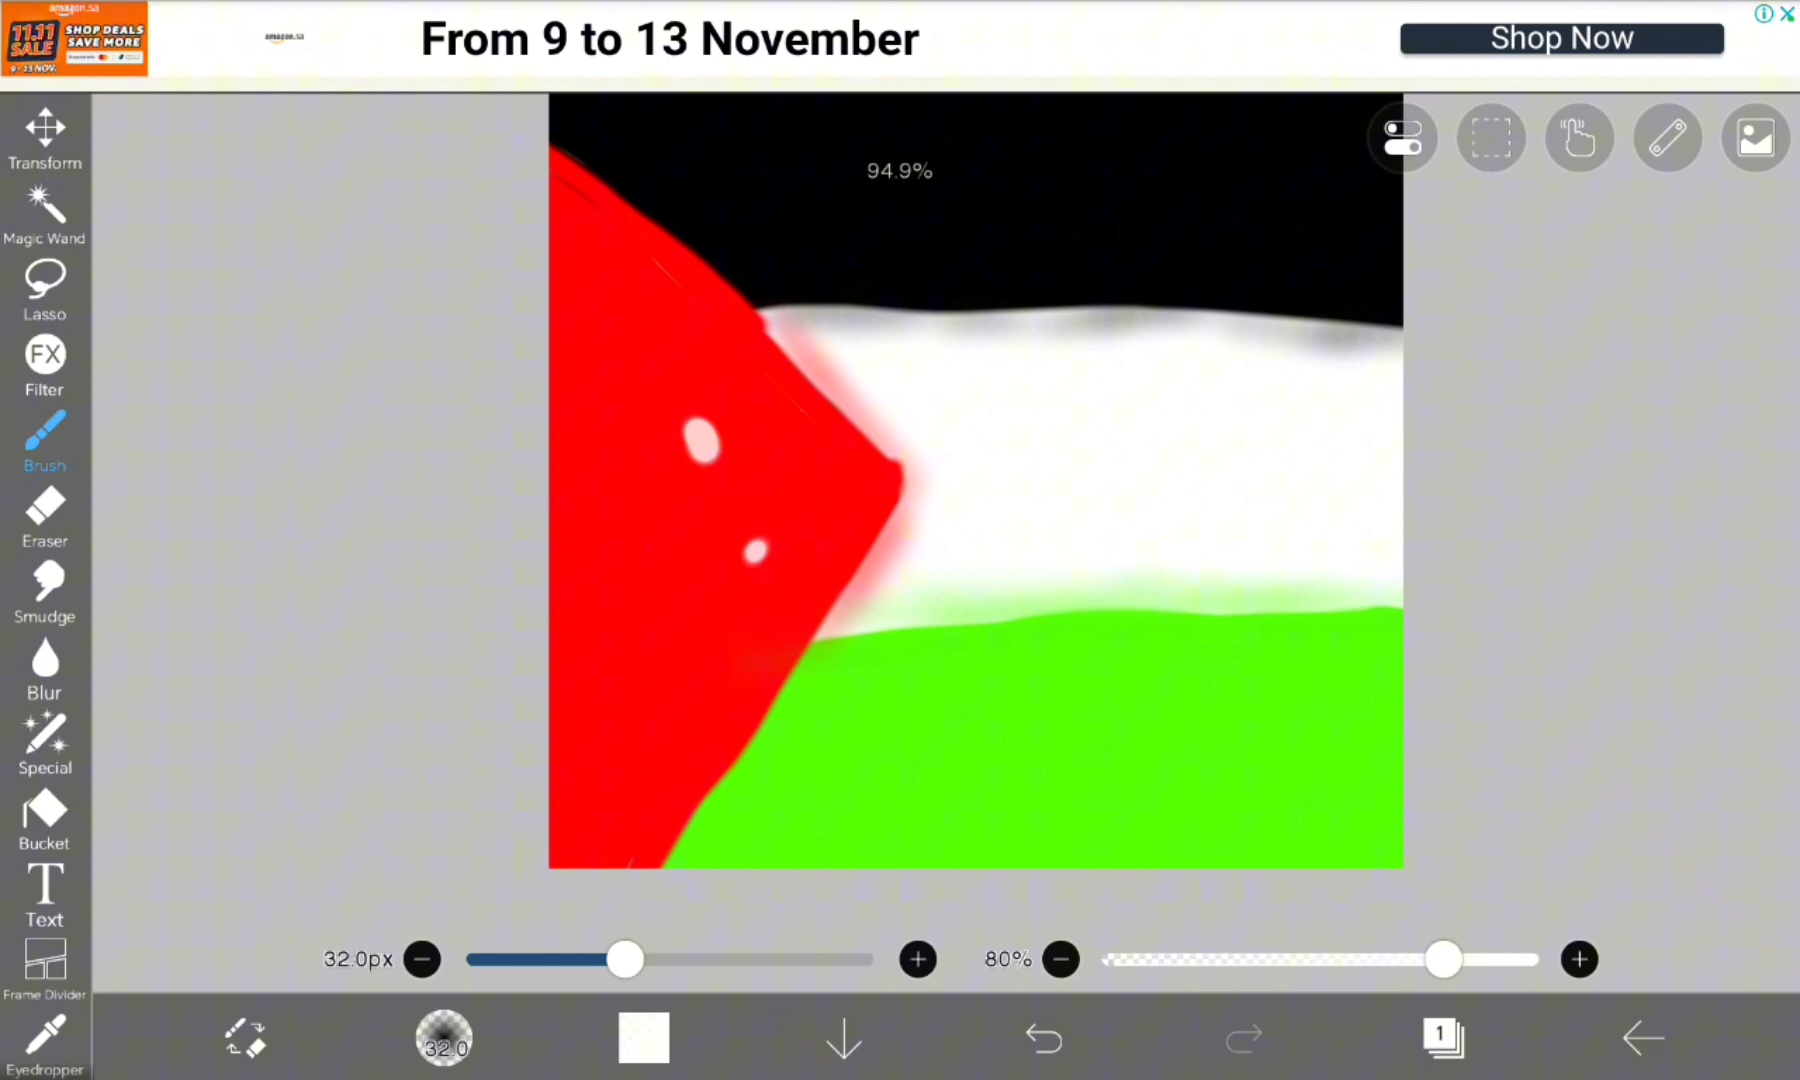 amazon.sa
11.11
SALE
9 - 13 NOV.
SHOP DEALS
SAVE MORE
amazon.sa
From 9 to 13 November
Shop Now
94.9%
Transform
Magic Wand
Lasso
FX
Filter
Brush
Eraser
Smudge
Blur
Special
Bucket
T
Text
Frame Divider
Eyedropper
32.0px
80%
32.0
1